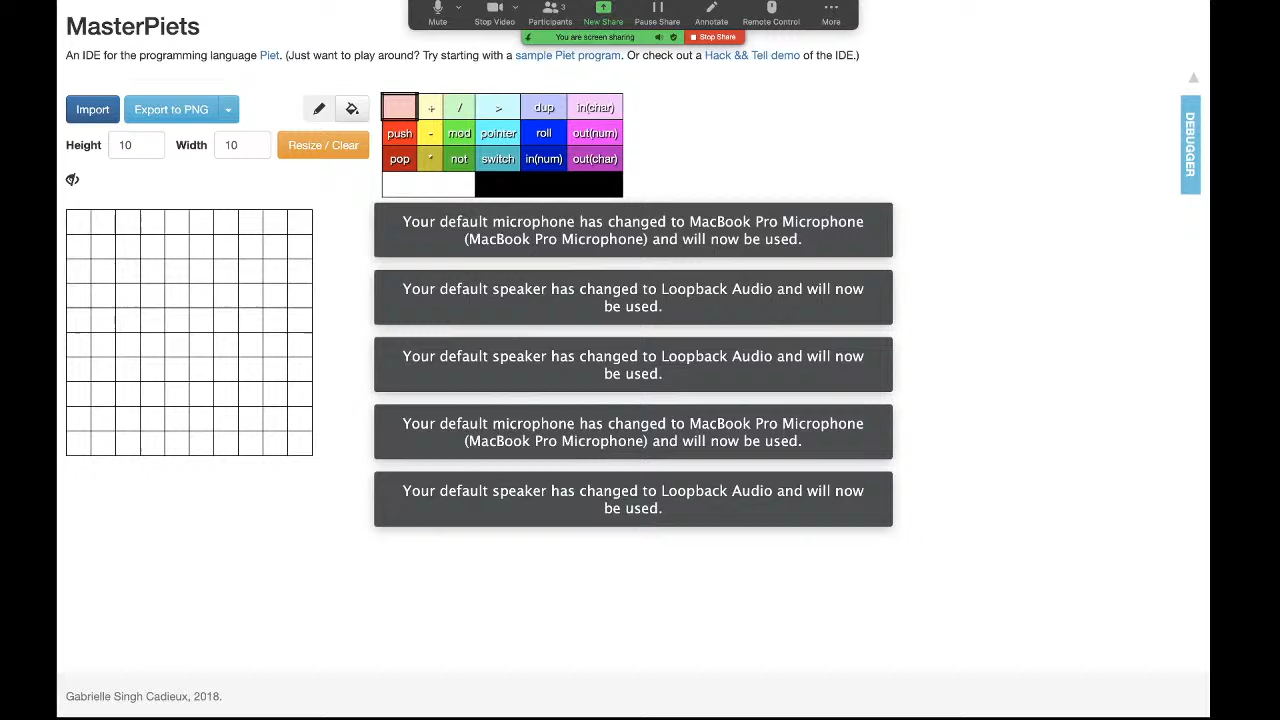 Mute
Stop Video
Participants
3
New Share
Pause Share
Annotate
Remote Control
More
You are screen sharing
Stop Share
MasterPiets
An IDE for the programming language Piet. (Just want to play around? Try starting with a sample Piet program. Or check out a Hack && Tell demo of the IDE.)
Import
Export to PNG
Height 10 Width 10 Resize / Clear
+ / > dup in(char)
push - mod pointer roll out(num)
pop * not switch in(num) out(char)
DEBUGGER
Your default microphone has changed to MacBook Pro Microphone
(MacBook Pro Microphone) and will now be used.
Your default speaker has changed to Loopback Audio and will now
be used.
Your default speaker has changed to Loopback Audio and will now
be used.
Your default microphone has changed to MacBook Pro Microphone
(MacBook Pro Microphone) and will now be used.
Your default speaker has changed to Loopback Audio and will now
be used.
Gabrielle Singh Cadieux, 2018.